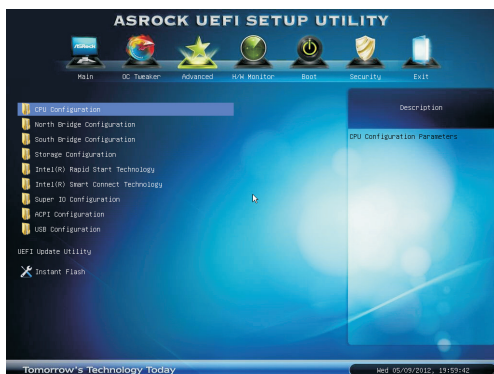 ASROCK UEFI SETUP UTILITY
ASRock
Main OC Tweaker Advanced H/W Monitor Boot Security Exit
CPU Configuration
North Bridge Configuration
South Bridge Configuration
Storage Configuration
Intel(R) Rapid Start Technology
Intel(R) Smart Connect Technology
Super IO Configuration
ACPI Configuration
USB Configuration
UEFI Update Utility
Instant Flash
Description
CPU Configuration Parameters
Tomorrow's Technology Today
Wed 05/09/2012, 19:59:42